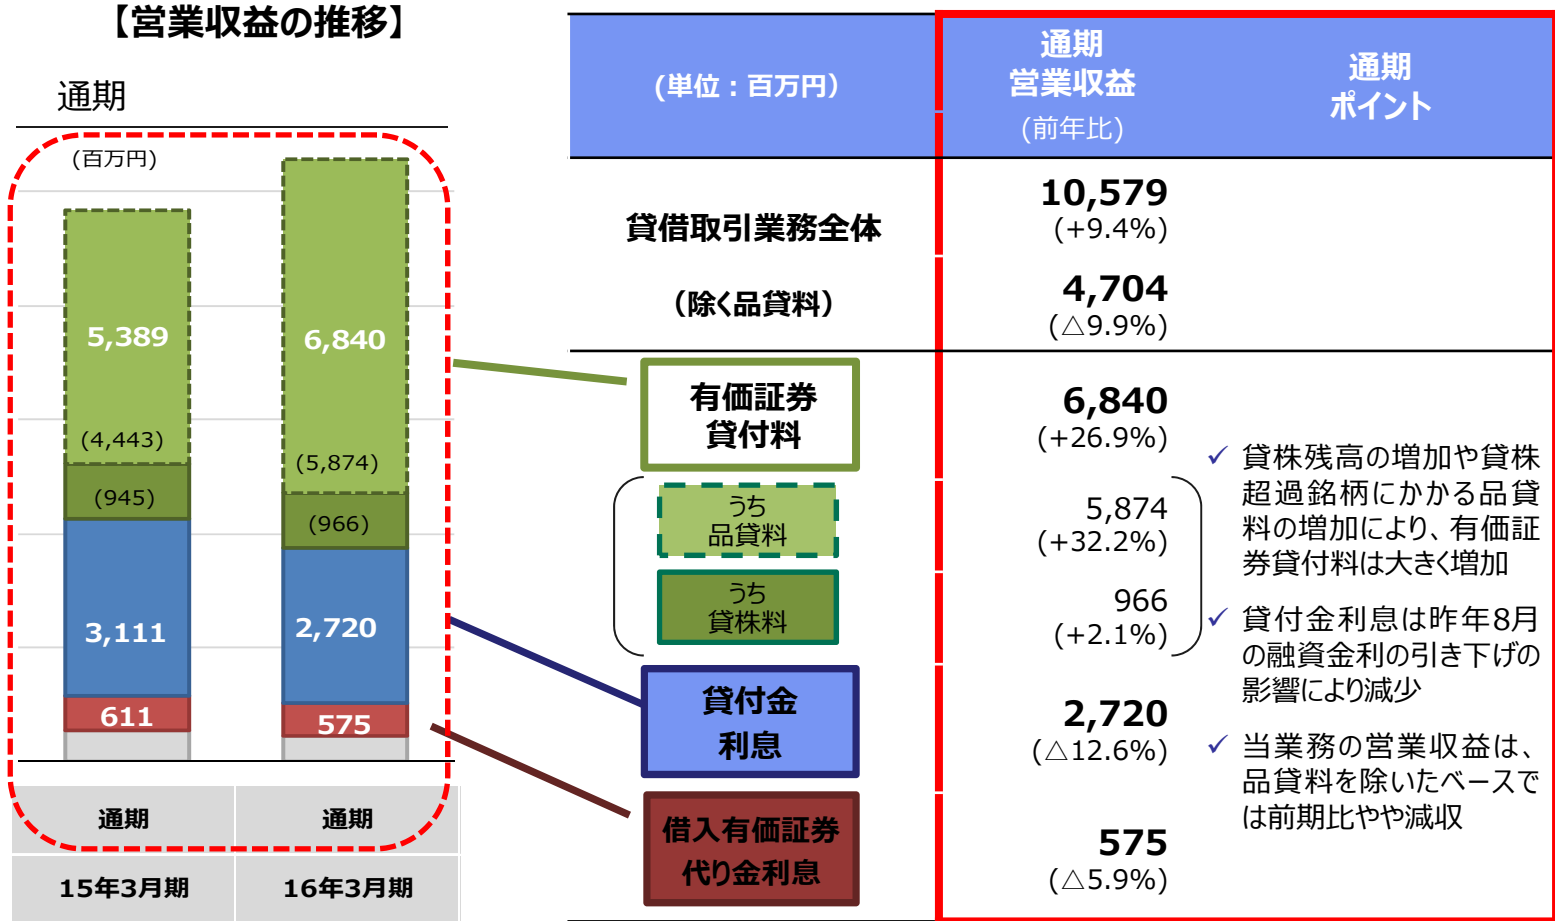 【営業収益の推移】
通期
(百万円)
5,389
(4,443)
(945)
3,111
611
6,840
(5,874)
(966)
2,720
575
通期 通期
15年3月期 16年3月期
(単位：百万円)
通期
営業収益
(前年比)
通期
ポイント
貸借取引業務全体
10,579
(+9.4%)
(除く品貸料)
4,704
(△9.9%)
有価証券
貸付料
6,840
(+26.9%)
うち
品貸料
5,874
(+32.2%)
うち
貸株料
966
(+2.1%)
貸付金
利息
2,720
(△12.6%)
借入有価証券
代り金利息
575
(△5.9%)
✓ 貸株残高の増加や貸株
超過銘柄にかかる品貸
料の増加により、有価証
券貸付料は大きく増加
✓ 貸付金利息は昨年8月
の融資金利の引き下げの
影響により減少
✓ 当業務の営業収益は、
品貸料を除いたベースで
は前期比やや減収